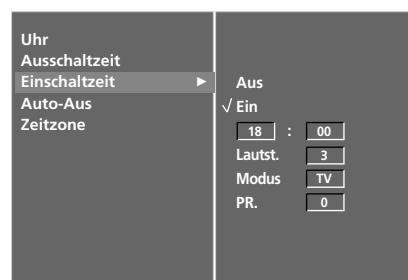 Uhr
Ausschaltzeit
Einschaltzeit ►
Auto-Aus
Zeitzone
Aus
√ Ein
18 : 00
Lautst. 3
Modus TV
PR. 0